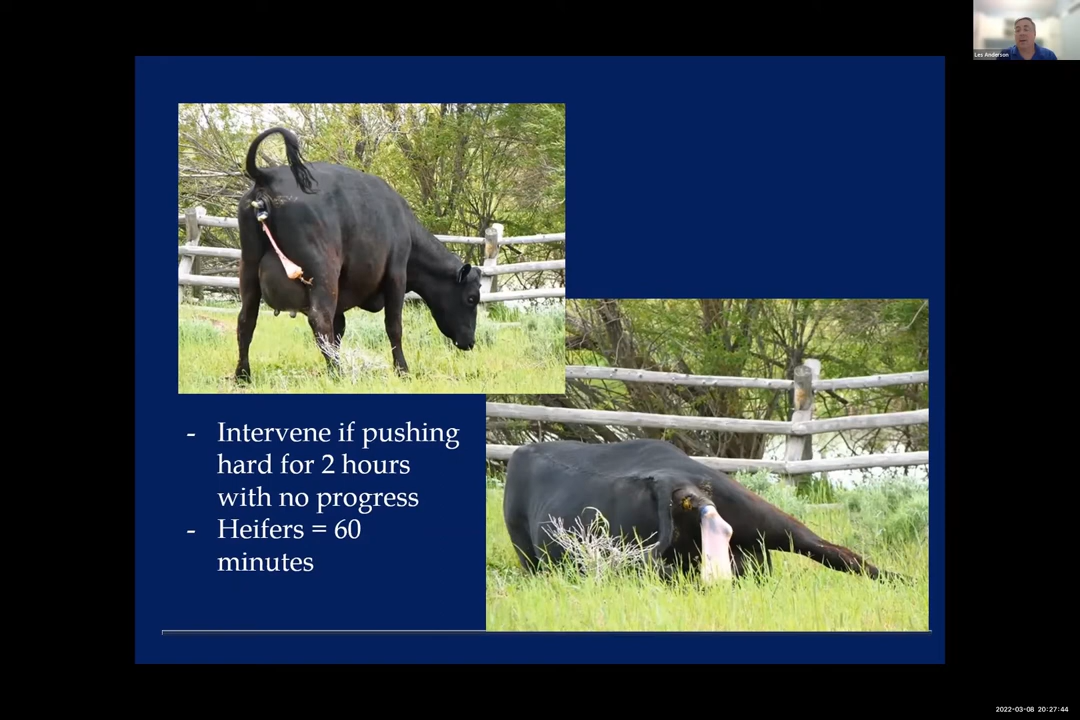 Les Anderson
- Intervene if pushing
hard for 2 hours
with no progress
- Heifers = 60
minutes
2022-03-08 20:27:44